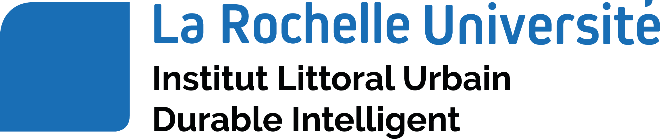 La Rochelle Université
Institut Littoral Urbain
Durable Intelligent